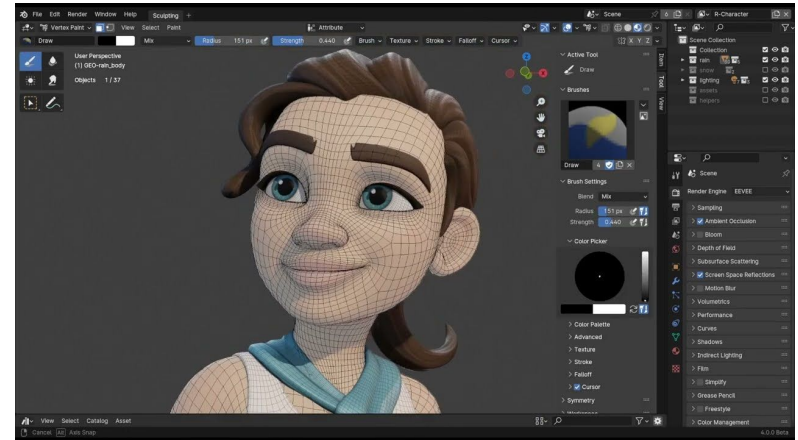 File Edit Render Window Help Sculpting + Scene R-Character
Vertex Paint View Select Paint Attribute X Y Z
Draw Mix Radius 151 px Strength 0.440 Brush Texture Stroke Falloff Cursor
User Perspective
(1) GEO-rain_body
Objects 1 / 37
Active Tool
Draw
Brushes
Draw 4
Brush Settings
Blend Mix
Radius 151 px
Strength 0.440
Color Picker
Color Palette
Advanced
Texture
Stroke
Falloff
Cursor
Symmetry
Item
Tool
View
Scene Collection
Collection
rain
snow
lighting
assets
helpers
Scene
Render Engine EEVEE
Sampling
Ambient Occlusion
Bloom
Depth of Field
Subsurface Scattering
Screen Space Reflections
Motion Blur
Volumetrics
Performance
Curves
Shadows
Indirect Lighting
Film
Simplify
Grease Pencil
Freestyle
Color Management
View Select Catalog Asset
Cancel Alt Axis Snap
4.0.0 Beta